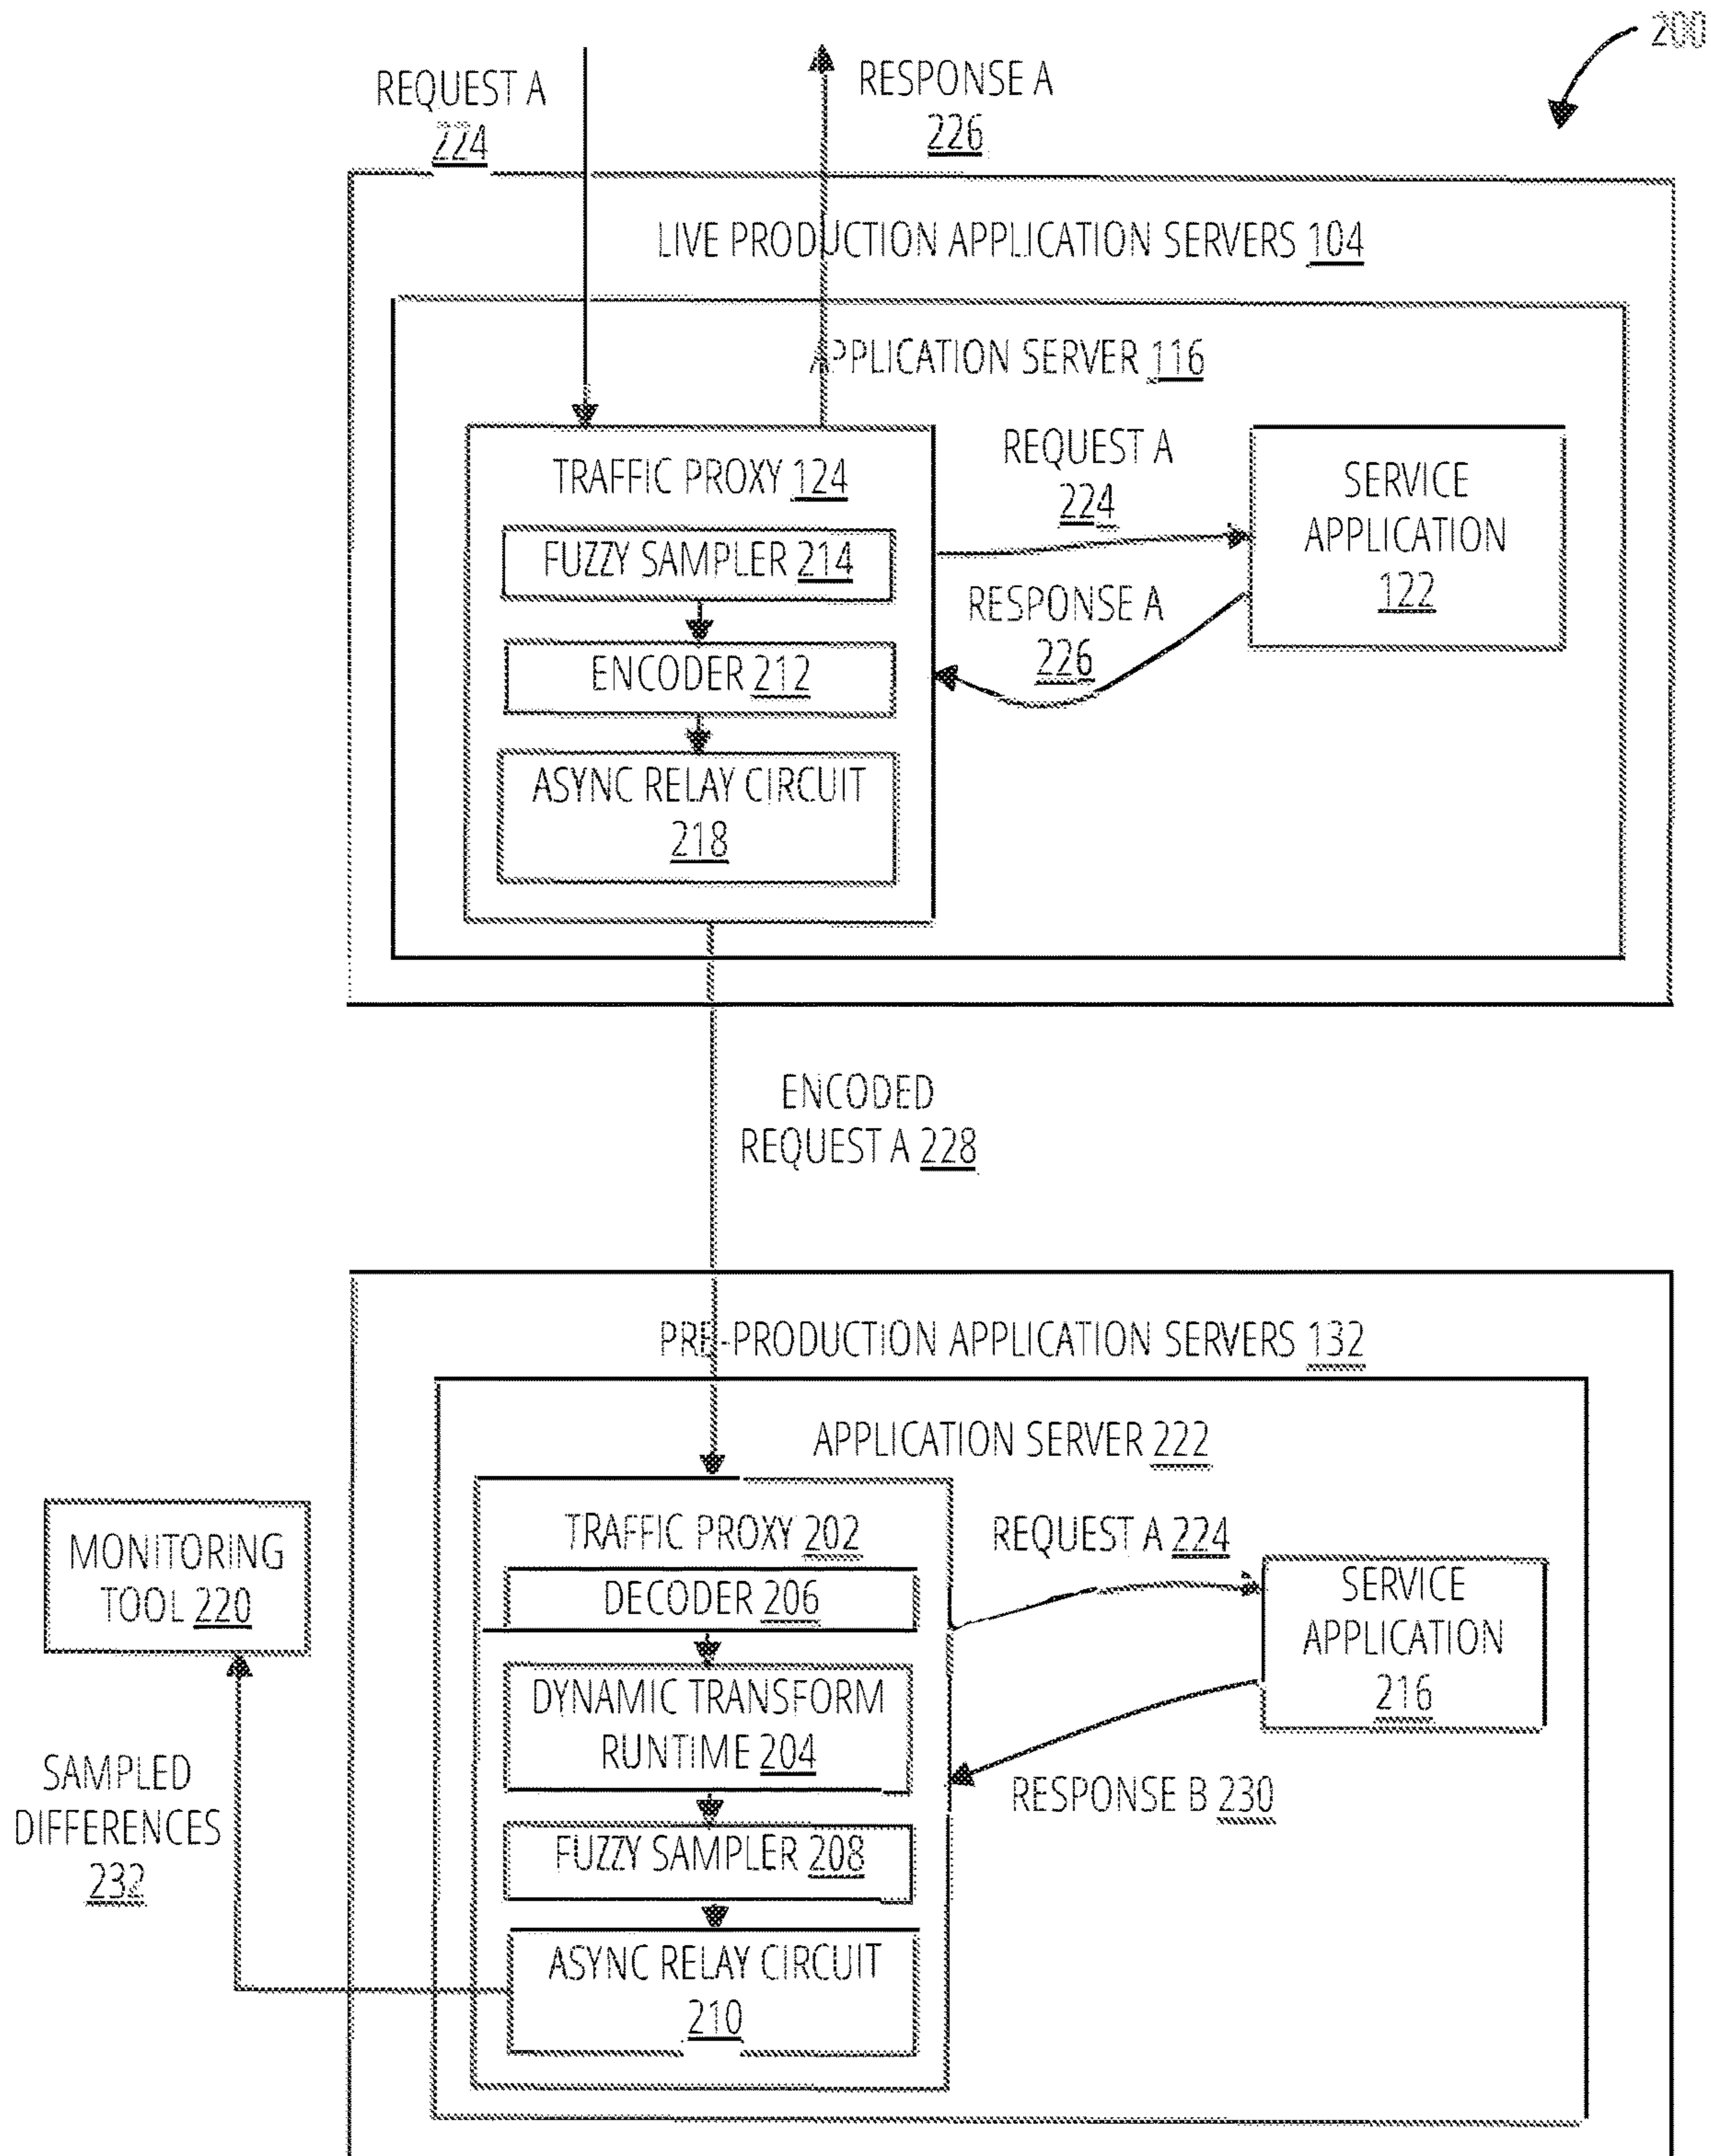 200
REQUEST A
224
RESPONSE A
226
LIVE PRODUCTION APPLICATION SERVERS 104
APPLICATION SERVER 116
TRAFFIC PROXY 124
FUZZY SAMPLER 214
ENCODER 212
ASYNC RELAY CIRCUIT
218
REQUEST A
224
RESPONSE A
226
SERVICE
APPLICATION
122
ENCODED
REQUEST A 228
PRE-PRODUCTION APPLICATION SERVERS 132
APPLICATION SERVER 222
TRAFFIC PROXY 202
DECODER 206
DYNAMIC TRANSFORM
RUNTIME 204
FUZZY SAMPLER 208
ASYNC RELAY CIRCUIT
210
REQUEST A 224
SERVICE
APPLICATION
216
RESPONSE B 230
MONITORING
TOOL 220
SAMPLED
DIFFERENCES
232